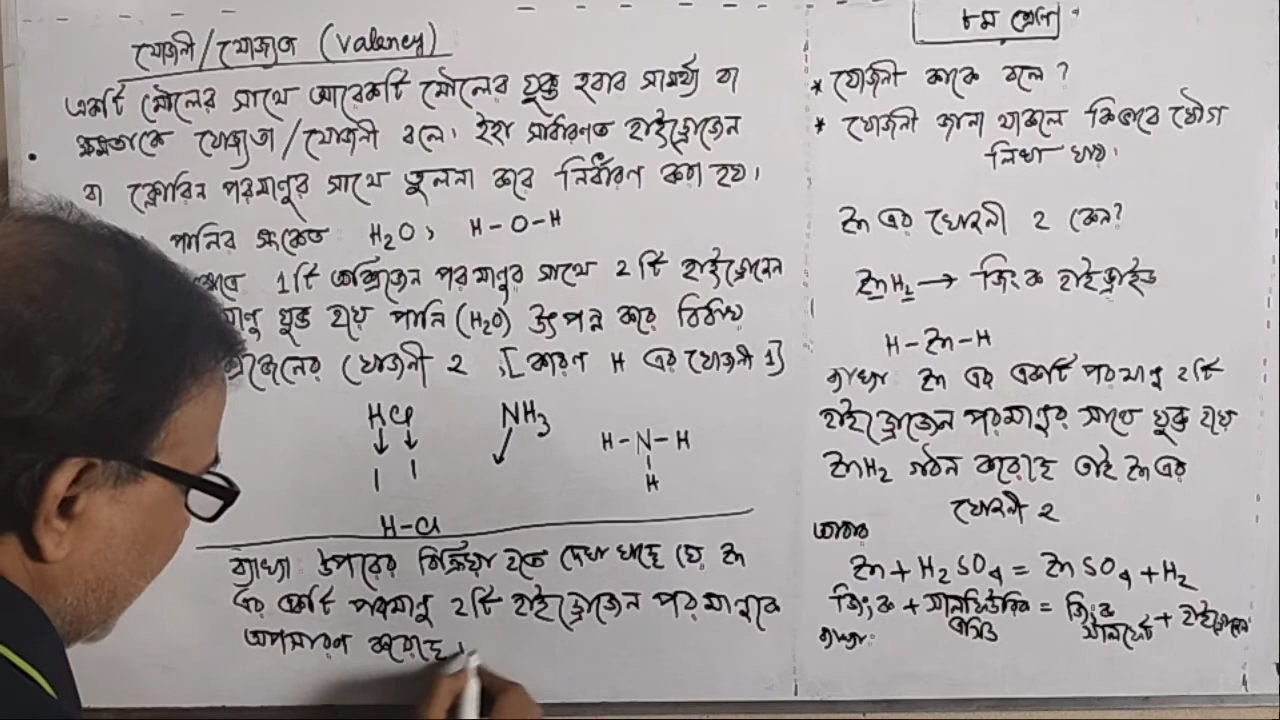 যোজনী/যোজ্যতা (Valency)
একটি মৌলের সাথে আরেকটি মৌলের যুক্ত হবার সামর্থ্য বা
ক্ষমতাকে যোজ্যতা/যোজনী বলে। ইহা সাধারণত হাইড্রোজেন
বা ক্লোরিন পরমাণুর সাথে তুলনা করে নির্ধারণ করা হয়।
পানির সংকেত H₂O, H-O-H
1টি অক্সিজেন পরমাণুর সাথে 2টি হাইড্রোজেন
যুক্ত হয়ে পানি (H₂O) উৎপন্ন করে বিধায়
যোজনী 2 [কারণ H এর যোজনী 1]
HCl NH₃
H-N-H
H
1 1
H-Cl
ব্যাখ্যা উপরের বিক্রিয়া হতে দেখা যাচ্ছে যে Zn
এর একটি পরমাণু 2টি হাইড্রোজেন পরমাণুকে
অপসারণ করেছে।
৮ম শ্রেণি
* যোজনী কাকে বলে?
* যোজনী জানা থাকলে কিভাবে যৌগ
লিখা যায়।
Zn এর যোজনী 2 কেন?
ZnH₂ → জিংক হাইড্রাইড
H-Zn-H
ব্যাখ্যা Zn এর একটি পরমাণু 2টি
হাইড্রোজেন পরমাণুর সাথে যুক্ত হয়ে
ZnH₂ গঠন করেছে তাই Zn এর
যোজনী 2
আবার
Zn + H₂SO₄ = ZnSO₄ + H₂
জিংক + সালফিউরিক এসিড = জিংক সালফেট + হাইড্রোজেন
ব্যাখ্যা: